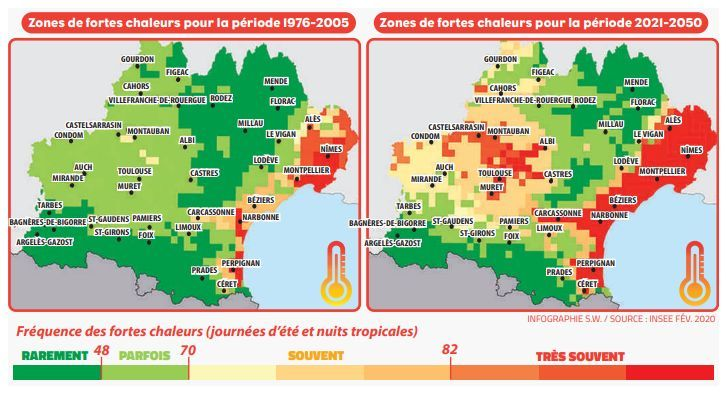 Zones de fortes chaleurs pour la période 1976-2005
GOURDON
FIGEAC
MENDE
CAHORS
VILLEFRANCHE-DE-ROUERGUE
RODEZ
FLORAC
CASTELSARRASIN
MILLAU
ALÈS
CONDOM
MONTAUBAN
LE VIGAN
ALBI
NÎMES
AUCH
TOULOUSE
LODÈVE
MIRANDE
MURET
CASTRES
MONTPELLIER
TARBES
BÉZIERS
BAGNÈRES-DE-BIGORRE
ST-GAUDENS
PAMIERS
CARCASSONNE
NARBONNE
ST-GIRONS
FOIX
LIMOUX
ARGELÈS-GAZOST
PRADES
PERPIGNAN
CÉRET
Zones de fortes chaleurs pour la période 2021-2050
GOURDON
FIGEAC
MENDE
CAHORS
VILLEFRANCHE-DE-ROUERGUE
RODEZ
FLORAC
CASTELSARRASIN
MILLAU
ALÈS
CONDOM
MONTAUBAN
LE VIGAN
ALBI
NÎMES
AUCH
TOULOUSE
LODÈVE
MIRANDE
MURET
CASTRES
MONTPELLIER
TARBES
BÉZIERS
BAGNÈRES-DE-BIGORRE
ST-GAUDENS
PAMIERS
CARCASSONNE
NARBONNE
ST-GIRONS
FOIX
LIMOUX
ARGELÈS-GAZOST
PRADES
PERPIGNAN
CÉRET
INFOGRAPHIE S.W. / SOURCE : INSEE FÉV. 2020
Fréquence des fortes chaleurs (journées d'été et nuits tropicales)
RAREMENT 48 PARFOIS 70 SOUVENT 82 TRÈS SOUVENT